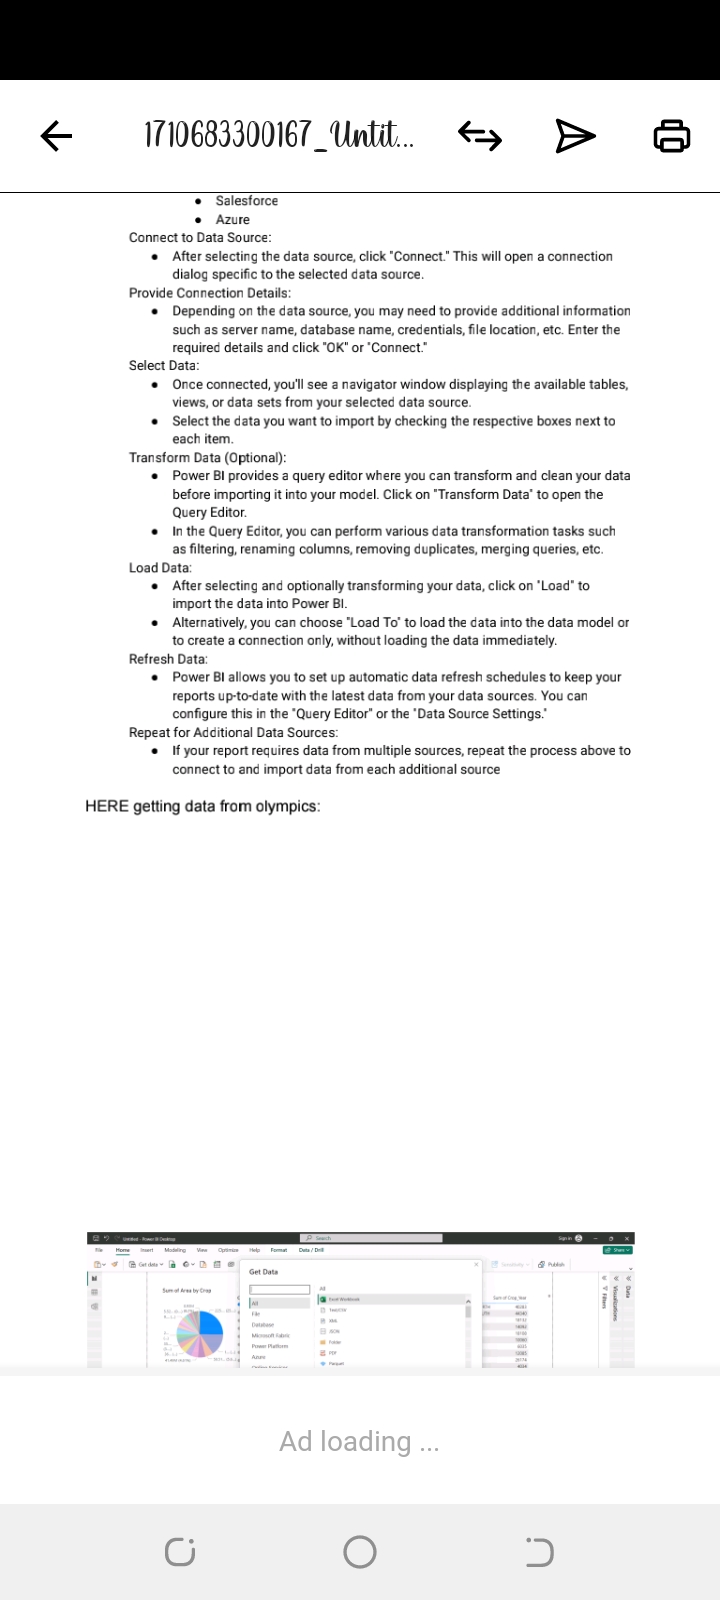 1710683300167_Untit...
● Salesforce
● Azure
Connect to Data Source:
● After selecting the data source, click "Connect." This will open a connection
dialog specific to the selected data source.
Provide Connection Details:
● Depending on the data source, you may need to provide additional information
such as server name, database name, credentials, file location, etc. Enter the
required details and click "OK" or "Connect."
Select Data:
● Once connected, you'll see a navigator window displaying the available tables,
views, or data sets from your selected data source.
● Select the data you want to import by checking the respective boxes next to
each item.
Transform Data (Optional):
● Power BI provides a query editor where you can transform and clean your data
before importing it into your model. Click on "Transform Data" to open the
Query Editor.
● In the Query Editor, you can perform various data transformation tasks such
as filtering, renaming columns, removing duplicates, merging queries, etc.
Load Data:
● After selecting and optionally transforming your data, click on "Load" to
import the data into Power BI.
● Alternatively, you can choose "Load To" to load the data into the data model or
to create a connection only, without loading the data immediately.
Refresh Data:
● Power BI allows you to set up automatic data refresh schedules to keep your
reports up-to-date with the latest data from your data sources. You can
configure this in the "Query Editor" or the "Data Source Settings."
Repeat for Additional Data Sources:
● If your report requires data from multiple sources, repeat the process above to
connect to and import data from each additional source
HERE getting data from olympics:
Untitled - Power BI Desktop Search Sign in
File Home Insert Modeling View Optimize Help Format Data / Drill Share
Get data Sensitivity Publish
Get Data
Sum of Area by Crop
All
All
File
Database
Microsoft Fabric
Power Platform
Azure
Excel Workbook
Text/CSV
XML
JSON
Folder
PDF
Parquet
Sum of Crop_Year
Filters
Visualizations
Data
Ad loading ...